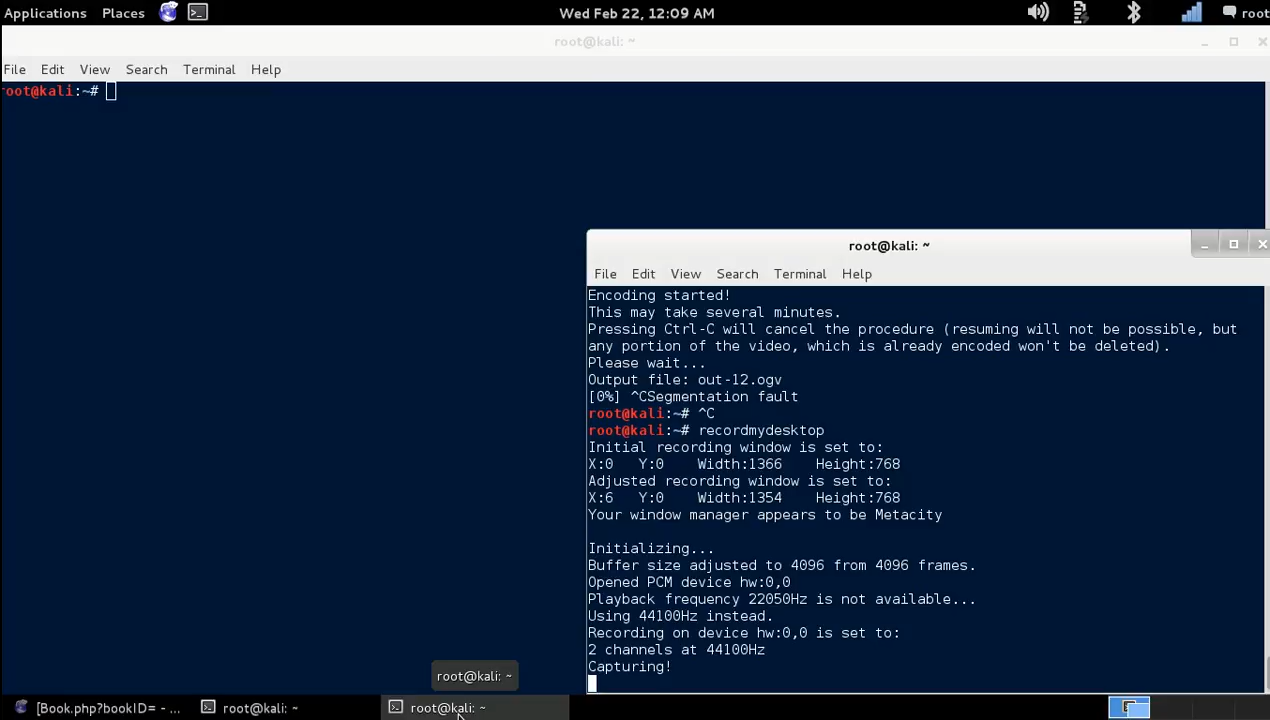 Applications Places Wed Feb 22, 12:09 AM root
root@kali: ~
File Edit View Search Terminal Help
root@kali:~#
root@kali: ~
File Edit View Search Terminal Help
Encoding started!
This may take several minutes.
Pressing Ctrl-C will cancel the procedure (resuming will not be possible, but
any portion of the video, which is already encoded won't be deleted).
Please wait...
Output file: out-12.ogv
[0%] ^CSegmentation fault
root@kali:~# ^C
root@kali:~# recordmydesktop
Initial recording window is set to:
X:0 Y:0 Width:1366 Height:768
Adjusted recording window is set to:
X:6 Y:0 Width:1354 Height:768
Your window manager appears to be Metacity
Initializing...
Buffer size adjusted to 4096 from 4096 frames.
Opened PCM device hw:0,0
Playback frequency 22050Hz is not available...
Using 44100Hz instead.
Recording on device hw:0,0 is set to:
2 channels at 44100Hz
Capturing!
root@kali: ~
[Book.php?bookID= - ... root@kali: ~ root@kali: ~